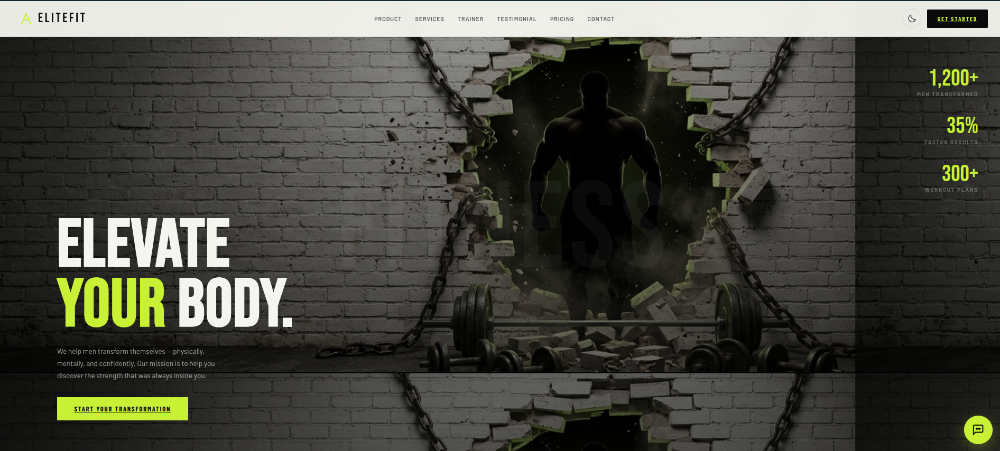 ELITEFIT
PRODUCT SERVICES TRAINER TESTIMONIAL PRICING CONTACT
GET STARTED
1,200+
MEN TRANSFORMED
35%
FASTER RESULTS
300+
WORKOUT PLANS
ESS
ELEVATE
YOUR BODY.
We help men transform themselves — physically,
mentally, and confidently. Our mission is to help you
discover the strength that was always inside you.
START YOUR TRANSFORMATION